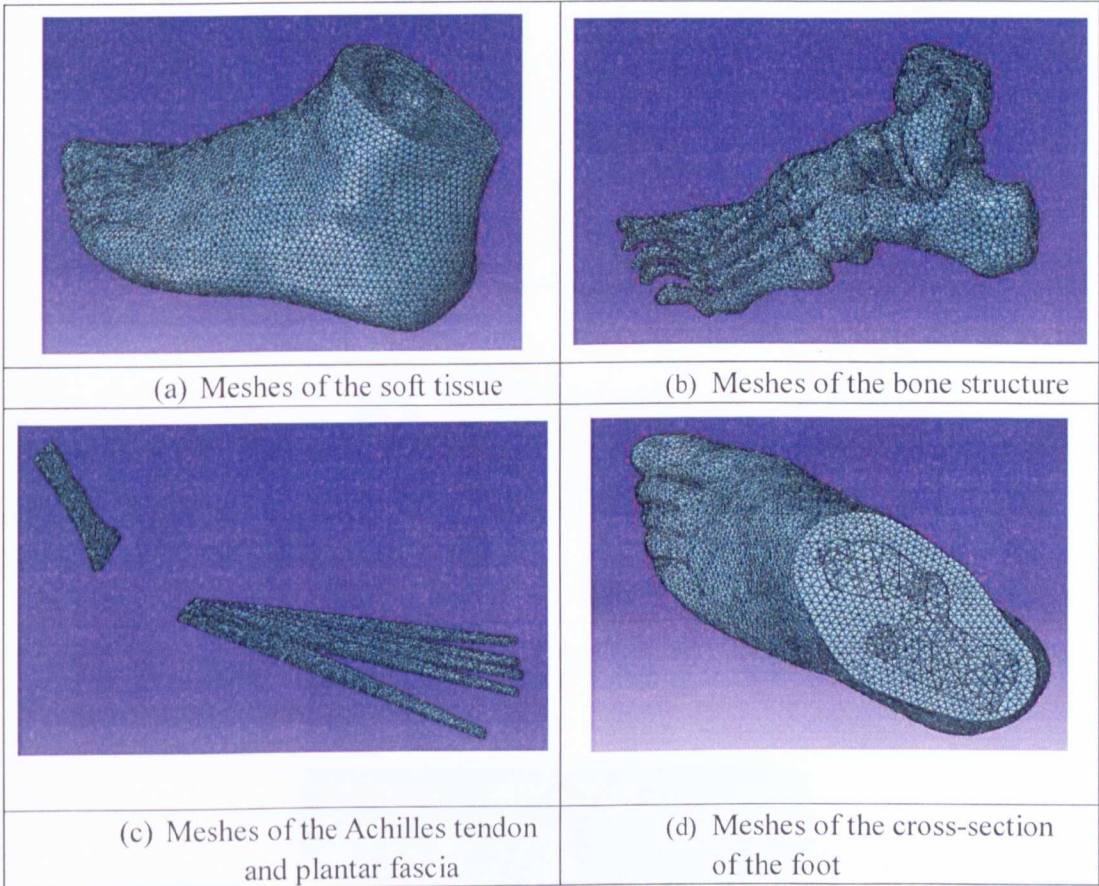 (a) Meshes of the soft tissue
(b) Meshes of the bone structure
(c) Meshes of the Achilles tendon
and plantar fascia
(d) Meshes of the cross-section
of the foot